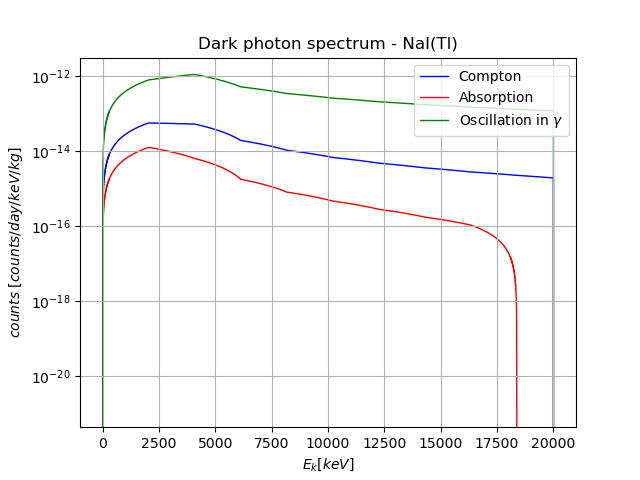 Dark photon spectrum - NaI(Tl)
Compton
Absorption
Oscillation in γ
counts [counts/day/keV/kg]
10⁻¹²
10⁻¹⁴
10⁻¹⁶
10⁻¹⁸
10⁻²⁰
0 2500 5000 7500 10000 12500 15000 17500 20000
E_k[keV]